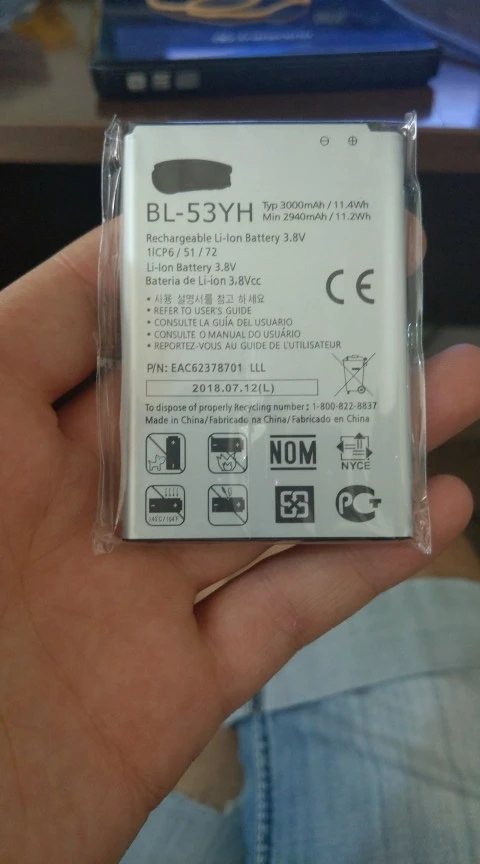 ⊖ ⊕
BL-53YH Typ 3000mAh / 11.4Wh
Min 2940mAh / 11.2Wh
Rechargeable Li-Ion Battery 3.8V
1ICP6 / 51 / 72
Li-Ion Battery 3.8V
Bateria de Li-ion 3.8Vcc
CE
• 사용 설명서를 참고 하세요
• REFER TO USER'S GUIDE
• CONSULTE LA GUÍA DEL USUARIO
• CONSULTE O MANUAL DO USUÁRIO
• REPORTEZ-VOUS AU GUIDE DE L'UTILISATEUR
P/N: EAC62378701 LLL
2018.07.12(L)
To dispose of properly Recycling number: 1-800-822-8837
Made in China/Fabricado na China/Fabricado en China
NOM
NYCE